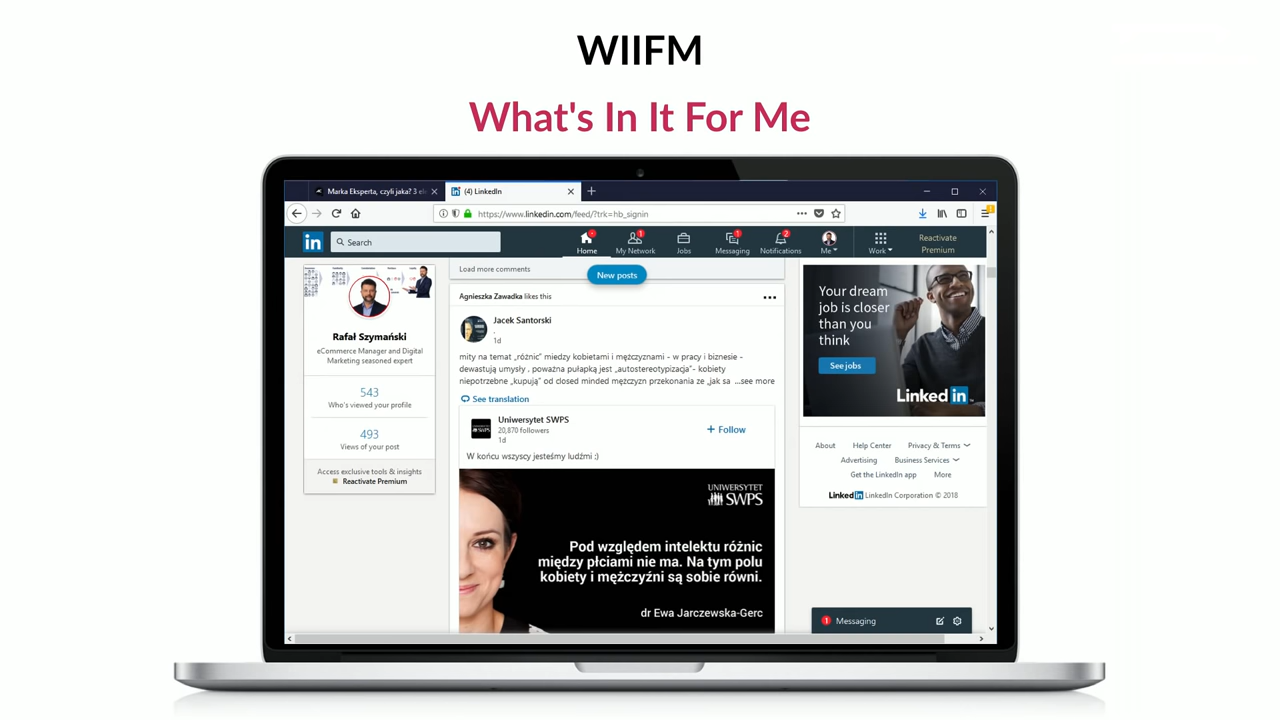 WIIFM
What's In It For Me
Marka Eksperta, czyli jaka? 3 el
(4) LinkedIn
https://www.linkedin.com/feed/?trk=hb_signin
in
Search
Home
1
My Network
Jobs
1
Messaging
2
Notifications
Me
Work
Reactivate
Premium
Rafał Szymański
eCommerce Manager and Digital
Marketing seasoned expert
543
Who's viewed your profile
493
Views of your post
Access exclusive tools & insights
Reactivate Premium
Load more comments
New posts
Agnieszka Zawadka likes this
Jacek Santorski
.
1d
mity na temat „różnic” miedzy kobietami i mężczyznami - w pracy i biznesie -
dewastują umysły , poważna pułapką jest „autostereotypizacja”- kobiety
niepotrzebne „kupują” od closed minded mężczyzn przekonania ze „jak sa ...see more
See translation
Uniwersytet SWPS
20,870 followers
1d
+ Follow
W końcu wszyscy jesteśmy ludźmi ;)
UNIWERSYTET
SWPS
Pod względem intelektu różnic
między płciami nie ma. Na tym polu
kobiety i mężczyźni są sobie równi.
dr Ewa Jarczewska-Gerc
Your dream
job is closer
than you
think
See jobs
Linked in
About Help Center Privacy & Terms
Advertising Business Services
Get the LinkedIn app More
Linked in LinkedIn Corporation © 2018
1 Messaging